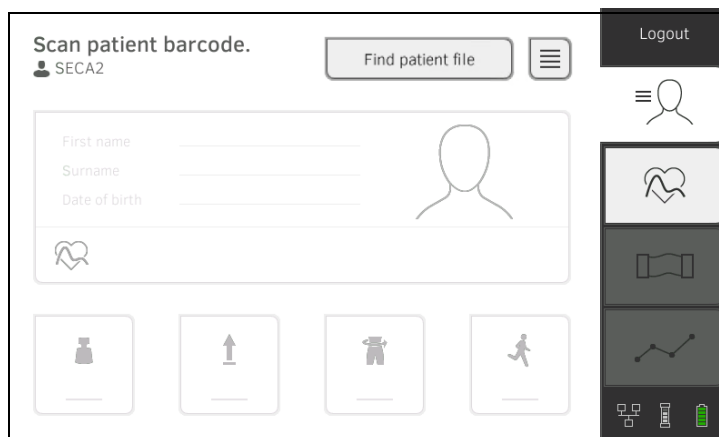 Scan patient barcode.
SECA2
Find patient file
Logout
First name
Surname
Date of birth